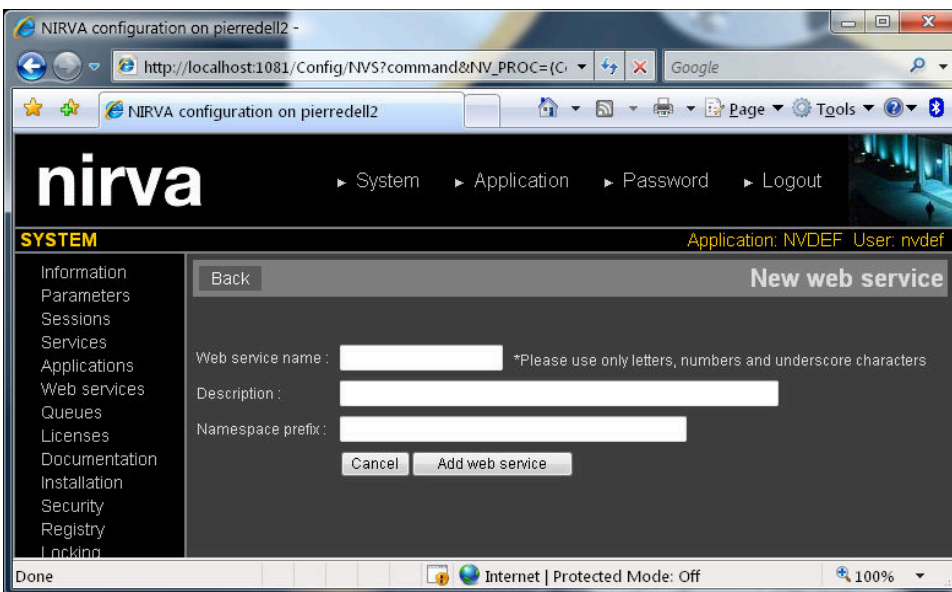 NIRVA configuration on pierredell2 -
http://localhost:1081/Config/NVS?command&NV_PROC={C
Google
NIRVA configuration on pierredell2
Page
Tools
nirva
System
Application
Password
Logout
SYSTEM
Application: NVDEF User: nvdef
Information
Parameters
Sessions
Services
Applications
Web services
Queues
Licenses
Documentation
Installation
Security
Registry
Locking
Back
New web service
Web service name :
*Please use only letters, numbers and underscore characters
Description :
Namespace prefix :
Cancel
Add web service
Done
Internet | Protected Mode: Off
100%